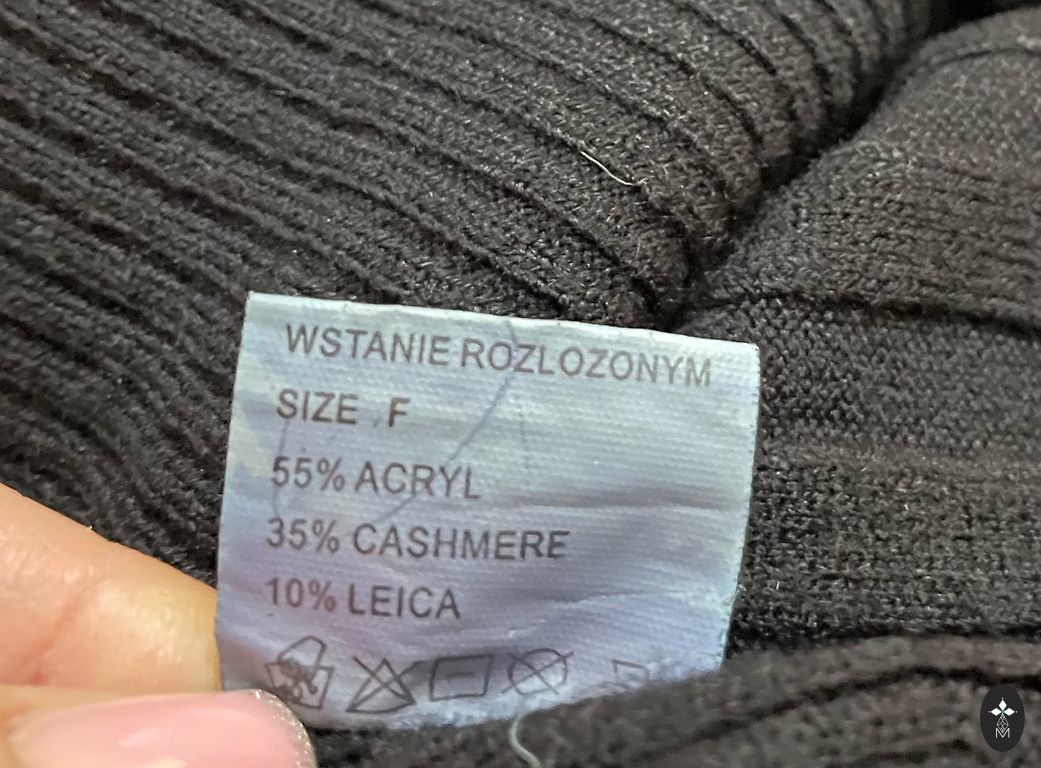 WSTANIE ROZLOZONYM
SIZE F
55% ACRYL
35% CASHMERE
10% LEICA
M